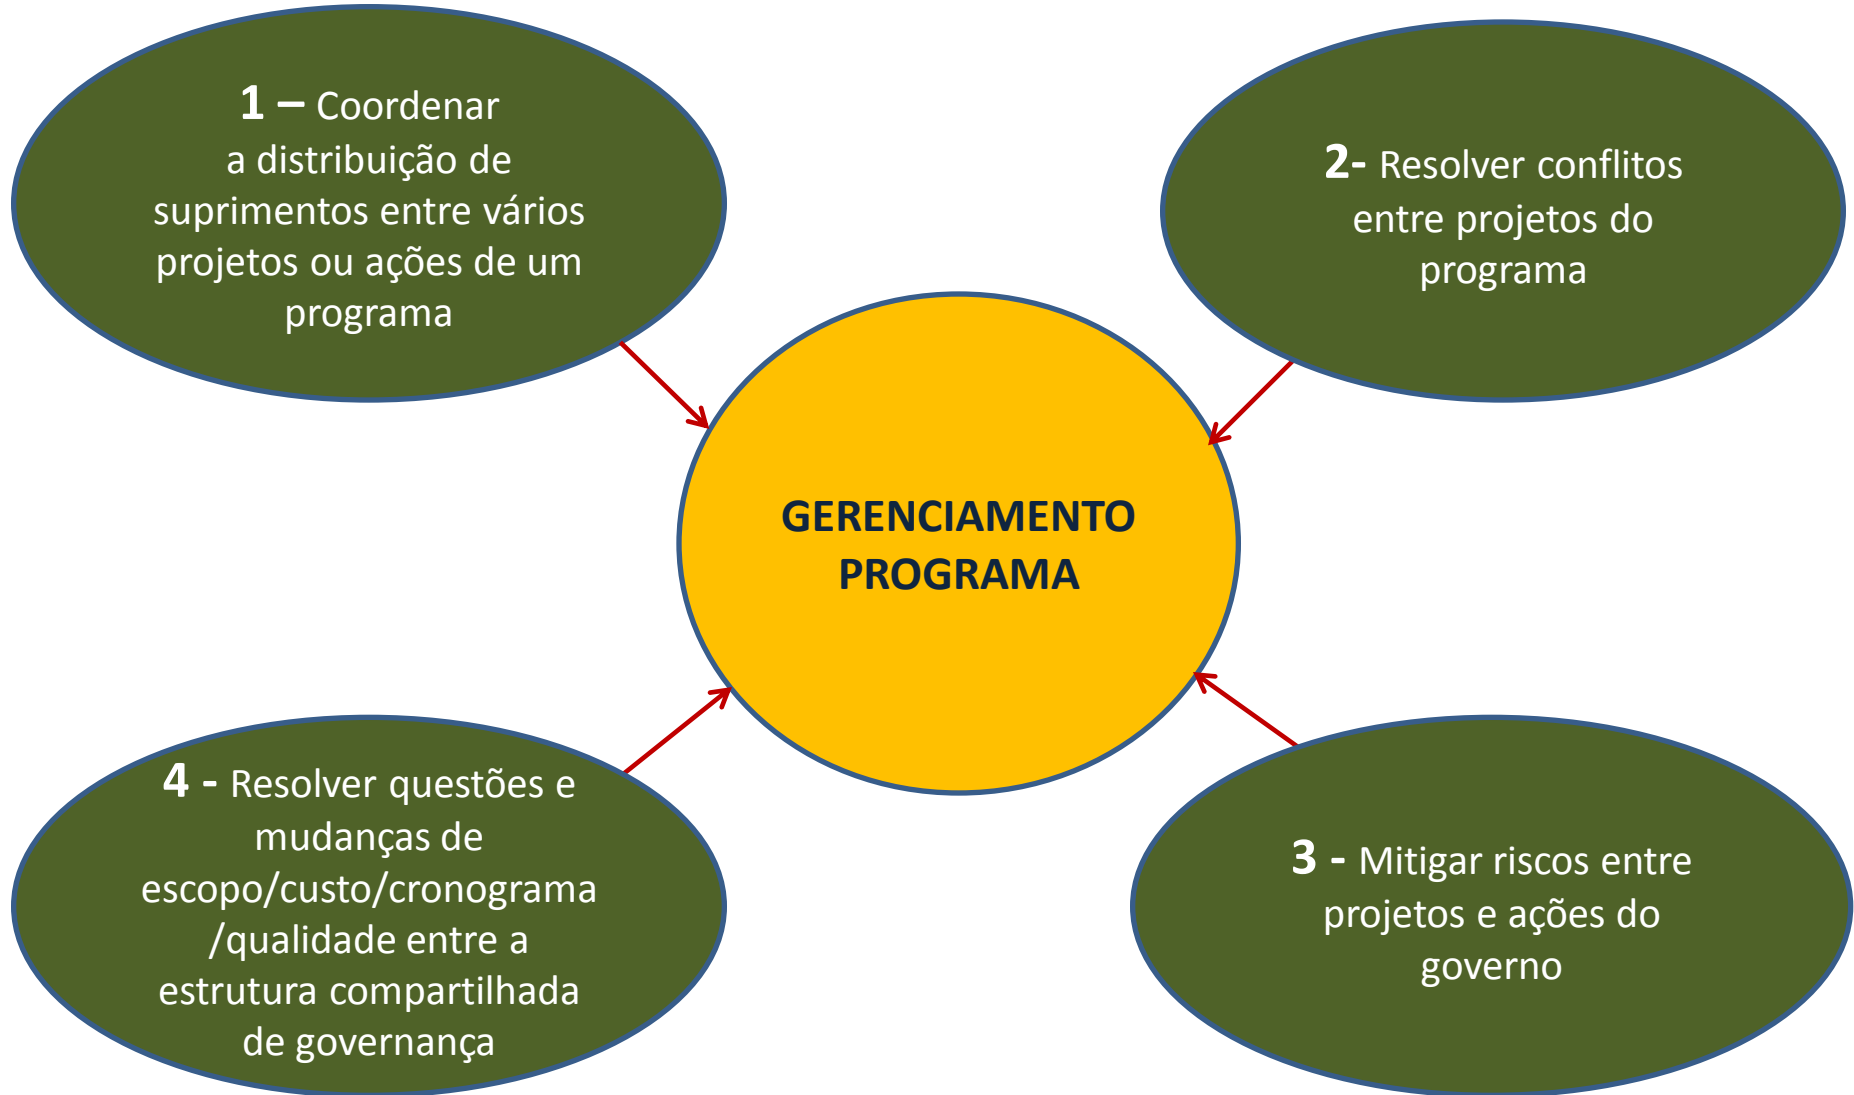 1 – Coordenar
a distribuição de
suprimentos entre vários
projetos ou ações de um
programa
2- Resolver conflitos
entre projetos do
programa
GERENCIAMENTO
PROGRAMA
4 - Resolver questões e
mudanças de
escopo/custo/cronograma
/qualidade entre a
estrutura compartilhada
de governança
3 - Mitigar riscos entre
projetos e ações do
governo